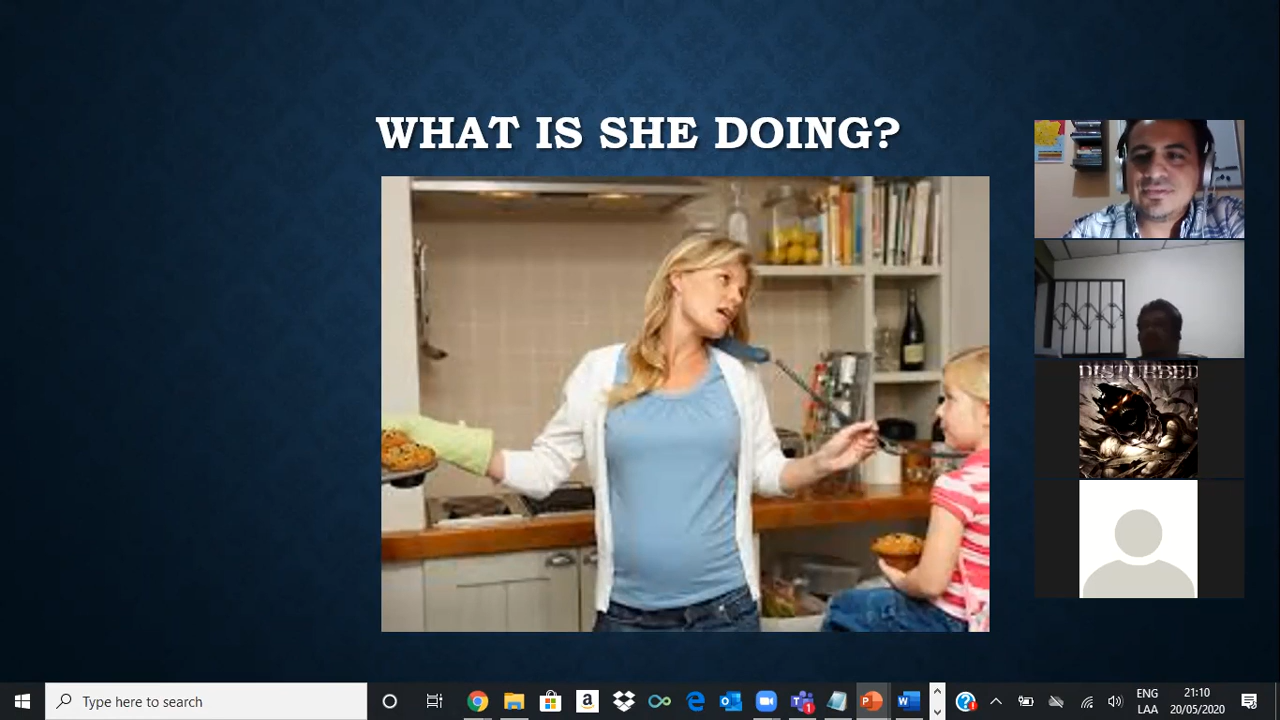 WHAT IS SHE DOING?
DISTURBED
Type here to search
ENG
LAA
21:10
20/05/2020